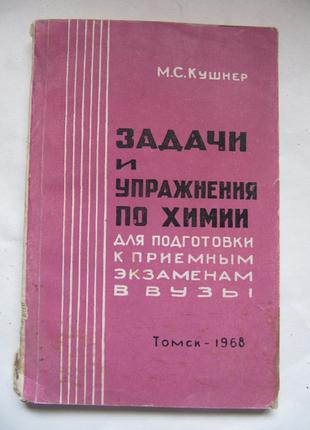 М.С.Кушнер
ЗАДАЧИ
И
УПРАЖНЕНИЯ
ПО ХИМИИ
ДЛЯ ПОДГОТОВКИ
К ПРИЕМНЫМ
ЭКЗАМЕНАМ
В ВУЗЫ
Томск-1968